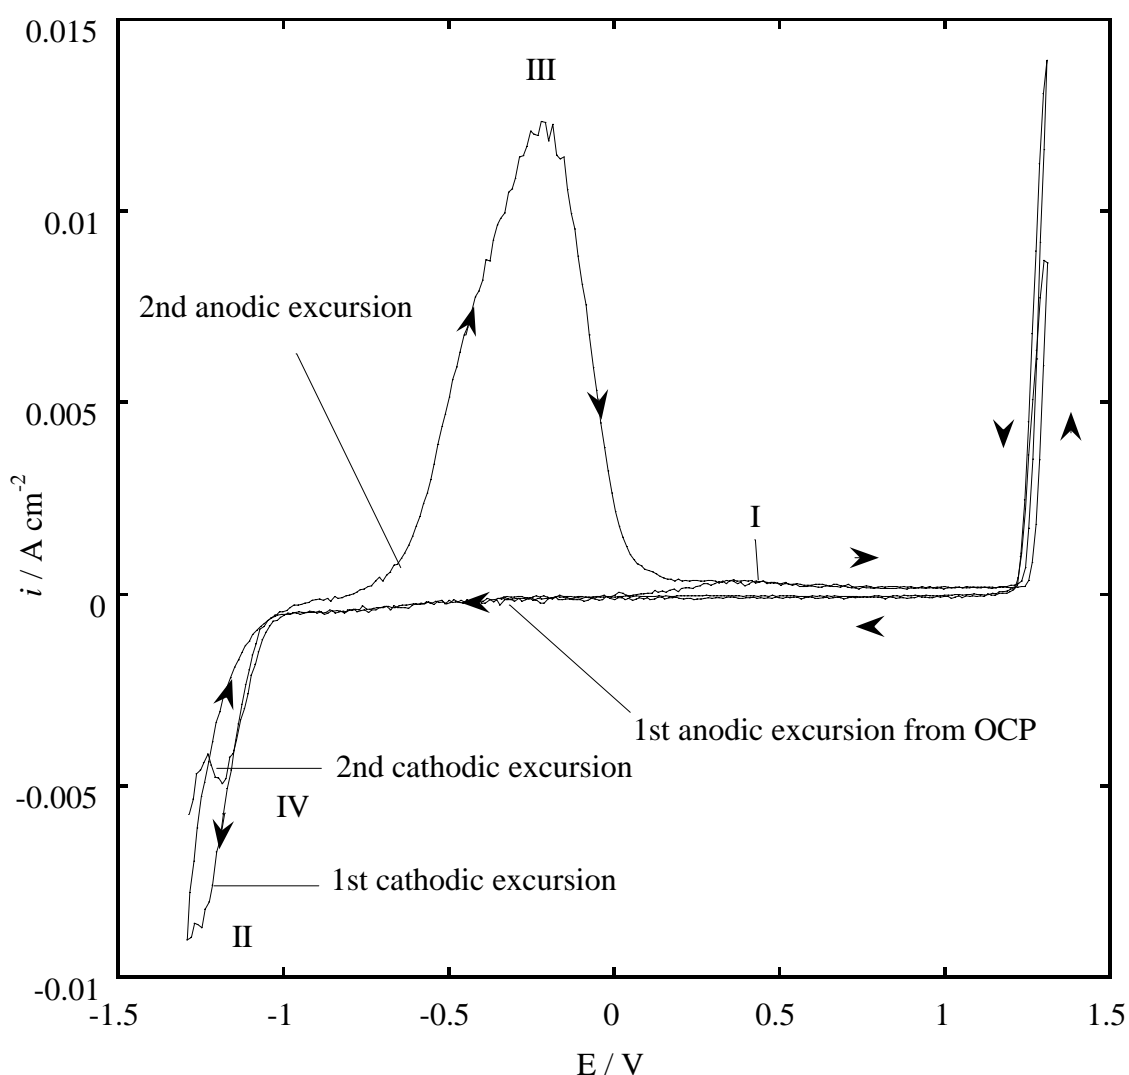 0.015
III
0.01
2nd anodic excursion
0.005
I
i / A cm-2
0
1st anodic excursion from OCP
2nd cathodic excursion
-0.005
IV
1st cathodic excursion
II
-0.01
-1.5 -1 -0.5 0 0.5 1 1.5
E / V